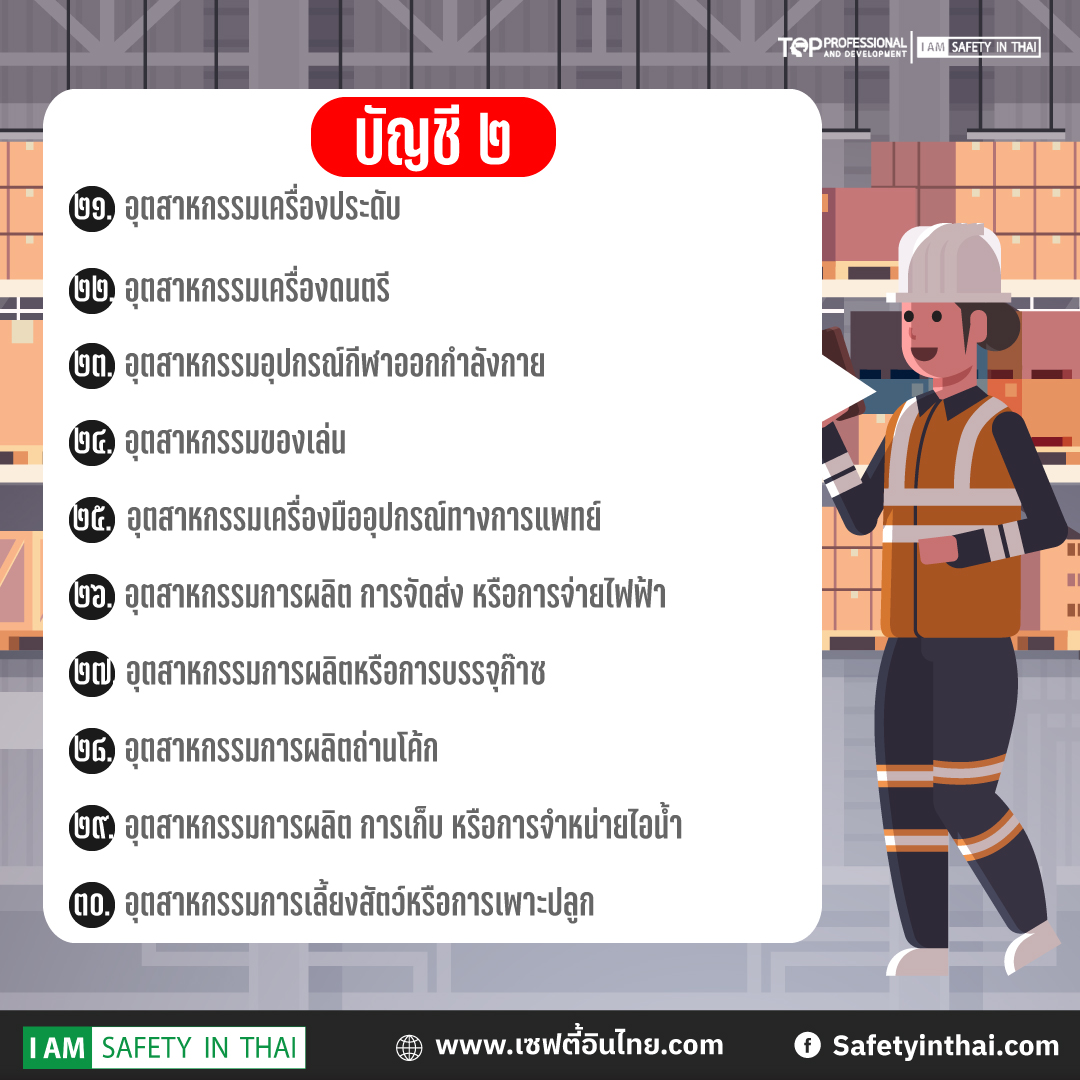 TOP PROFESSIONAL AND DEVELOPMENT | I AM SAFETY IN THAI
บัญชี ๒
๒๑. อุตสาหกรรมเครื่องประดับ
๒๒. อุตสาหกรรมเครื่องดนตรี
๒๓. อุตสาหกรรมอุปกรณ์กีฬาออกกำลังกาย
๒๔. อุตสาหกรรมของเล่น
๒๕. อุตสาหกรรมเครื่องมืออุปกรณ์ทางการแพทย์
๒๖. อุตสาหกรรมการผลิต การจัดส่ง หรือการจ่ายไฟฟ้า
๒๗ อุตสาหกรรมการผลิตหรือการบรรจุก๊าซ
๒๘. อุตสาหกรรมการผลิตถ่านโค้ก
๒๙. อุตสาหกรรมการผลิต การเก็บ หรือการจำหน่ายไอน้ำ
๓๐. อุตสาหกรรมการเลี้ยงสัตว์หรือการเพาะปลูก
I AM SAFETY IN THAI
www.เซฟตี้อินไทย.com
Safetyinthai.com